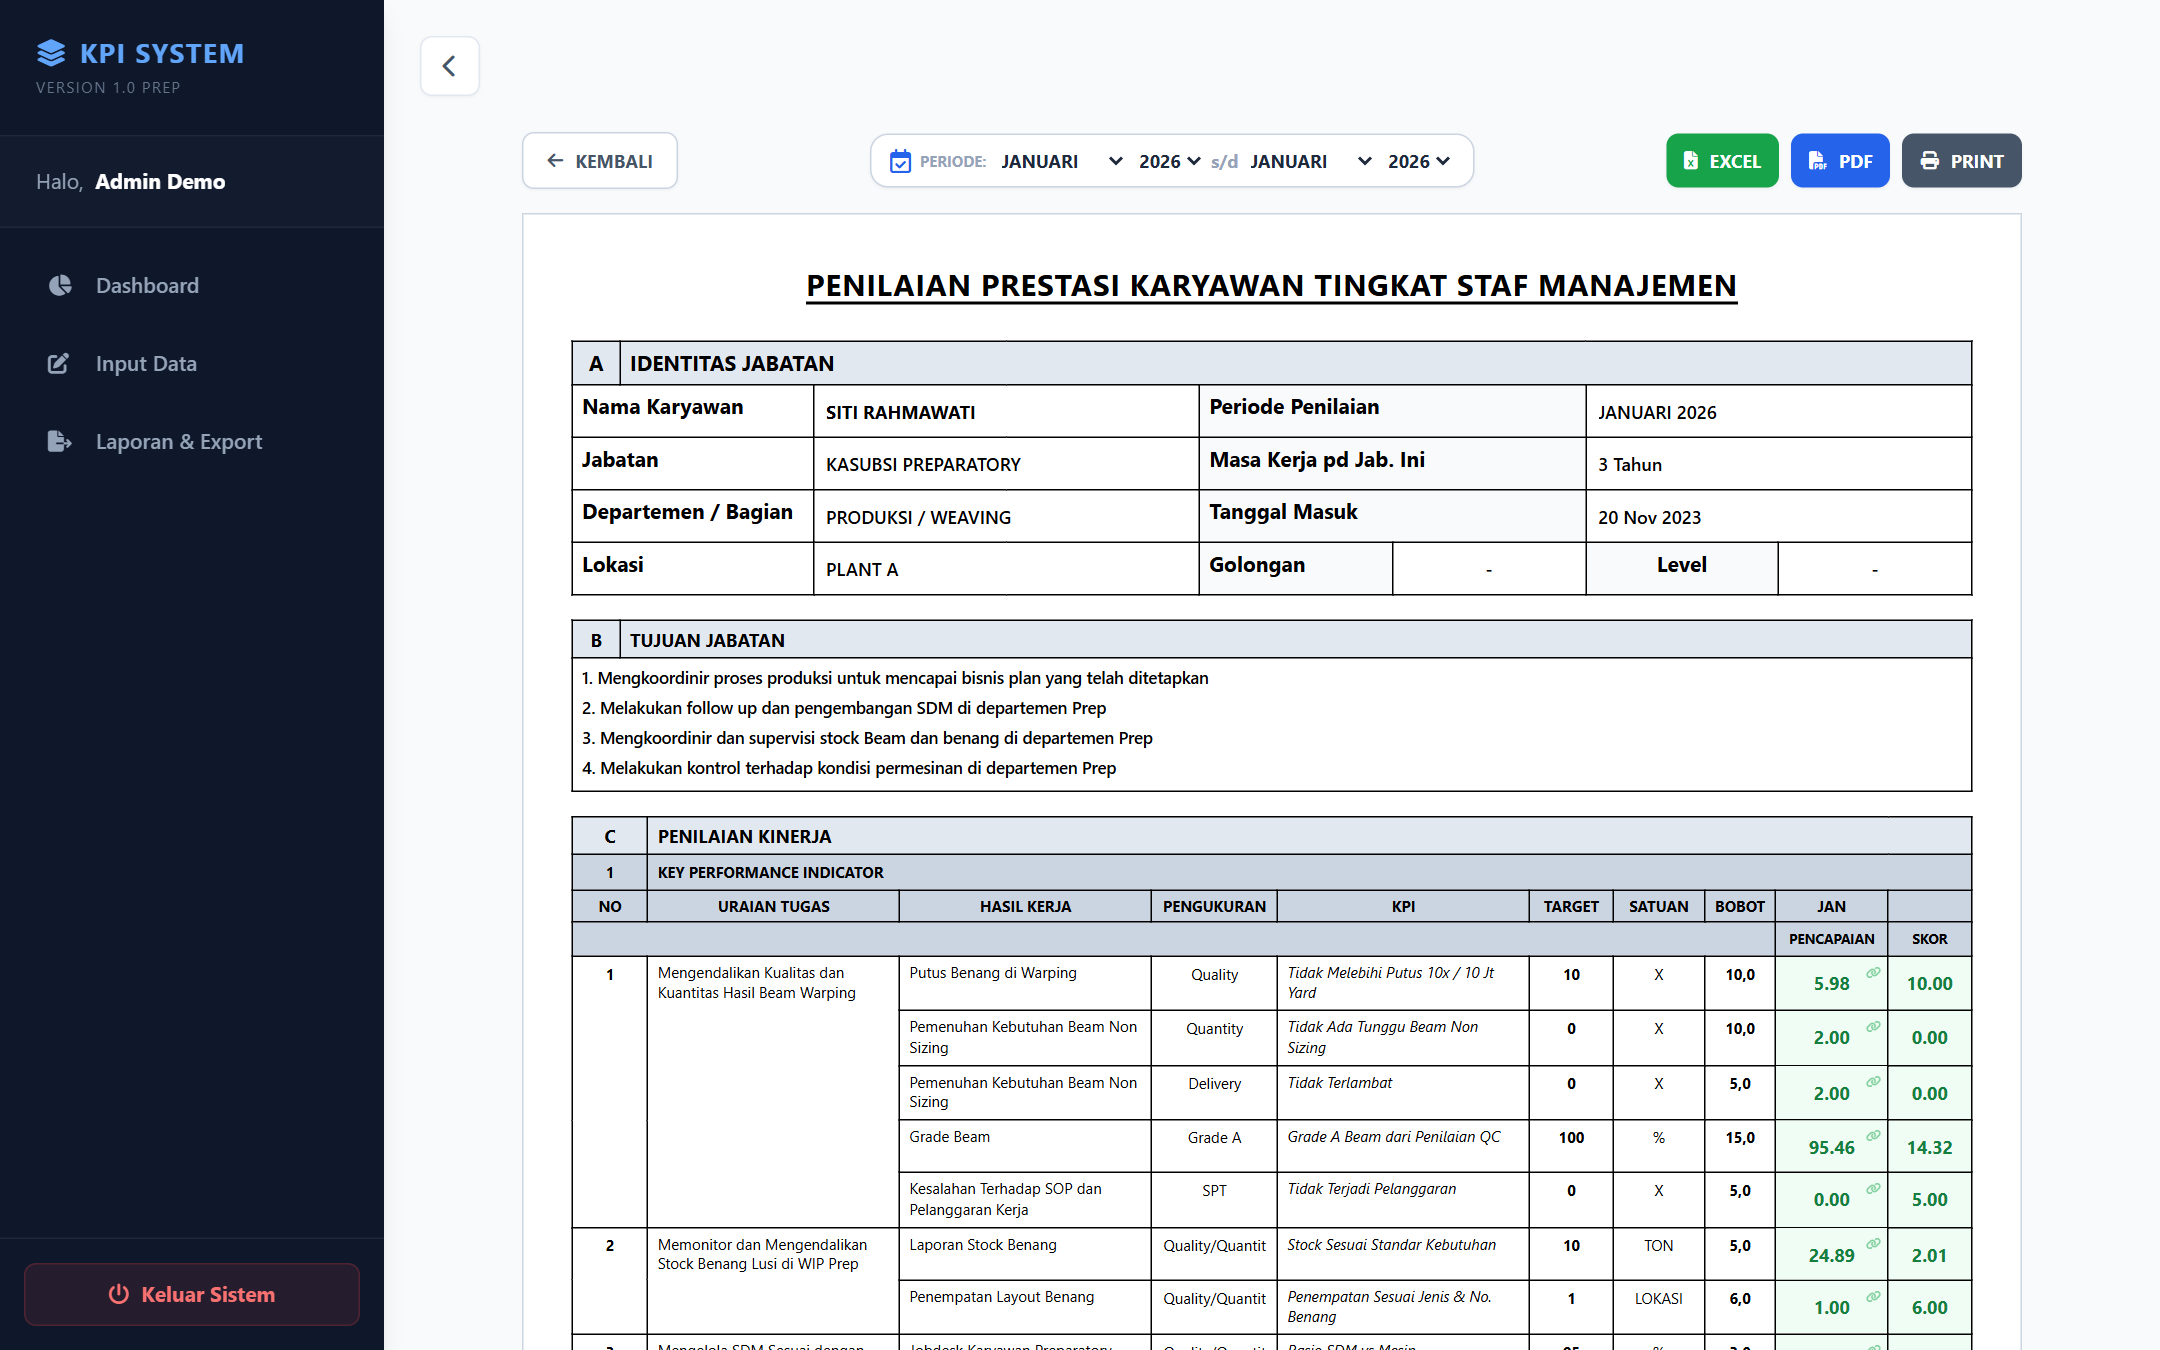 KPI SYSTEM
VERSION 1.0 PREP
Halo, Admin Demo
Dashboard
Input Data
Laporan & Export
Keluar Sistem
KEMBALI
PERIODE: JANUARI 2026 s/d JANUARI 2026
EXCEL
PDF
PRINT
PENILAIAN PRESTASI KARYAWAN TINGKAT STAF MANAJEMEN
A IDENTITAS JABATAN
Nama Karyawan SITI RAHMAWATI Periode Penilaian JANUARI 2026
Jabatan KASUBSI PREPARATORY Masa Kerja pd Jab. Ini 3 Tahun
Departemen / Bagian PRODUKSI / WEAVING Tanggal Masuk 20 Nov 2023
Lokasi PLANT A Golongan - Level -
B TUJUAN JABATAN
1. Mengkoordinir proses produksi untuk mencapai bisnis plan yang telah ditetapkan
2. Melakukan follow up dan pengembangan SDM di departemen Prep
3. Mengkoordinir dan supervisi stock Beam dan benang di departemen Prep
4. Melakukan kontrol terhadap kondisi permesinan di departemen Prep
C PENILAIAN KINERJA
1 KEY PERFORMANCE INDICATOR
NO URAIAN TUGAS HASIL KERJA PENGUKURAN KPI TARGET SATUAN BOBOT JAN
PENCAPAIAN SKOR
1 Mengendalikan Kualitas dan Putus Benang di Warping Quality Tidak Melebihi Putus 10x / 10 Jt 10 X 10,0 5.98 10.00
Kuantitas Hasil Beam Warping Yard
Pemenuhan Kebutuhan Beam Non Quantity Tidak Ada Tunggu Beam Non 0 X 10,0 2.00 0.00
Sizing Sizing
Pemenuhan Kebutuhan Beam Non Delivery Tidak Terlambat 0 X 5,0 2.00 0.00
Sizing
Grade Beam Grade A Grade A Beam dari Penilaian QC 100 % 15,0 95.46 14.32
Kesalahan Terhadap SOP dan SPT Tidak Terjadi Pelanggaran 0 X 5,0 0.00 5.00
Pelanggaran Kerja
2 Memonitor dan Mengendalikan Laporan Stock Benang Quality/Quantit Stock Sesuai Standar Kebutuhan 10 TON 5,0 24.89 2.01
Stock Benang Lusi di WIP Prep
Penempatan Layout Benang Quality/Quantit Penempatan Sesuai Jenis & No. 1 LOKASI 6,0 1.00 6.00
Benang